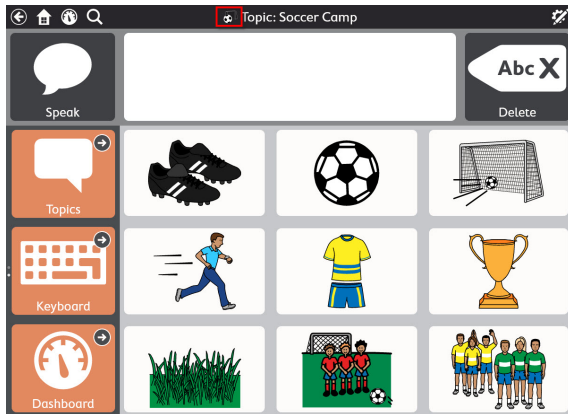 Topic: Soccer Camp
Speak
Abc X
Delete
Topics
Keyboard
Dashboard